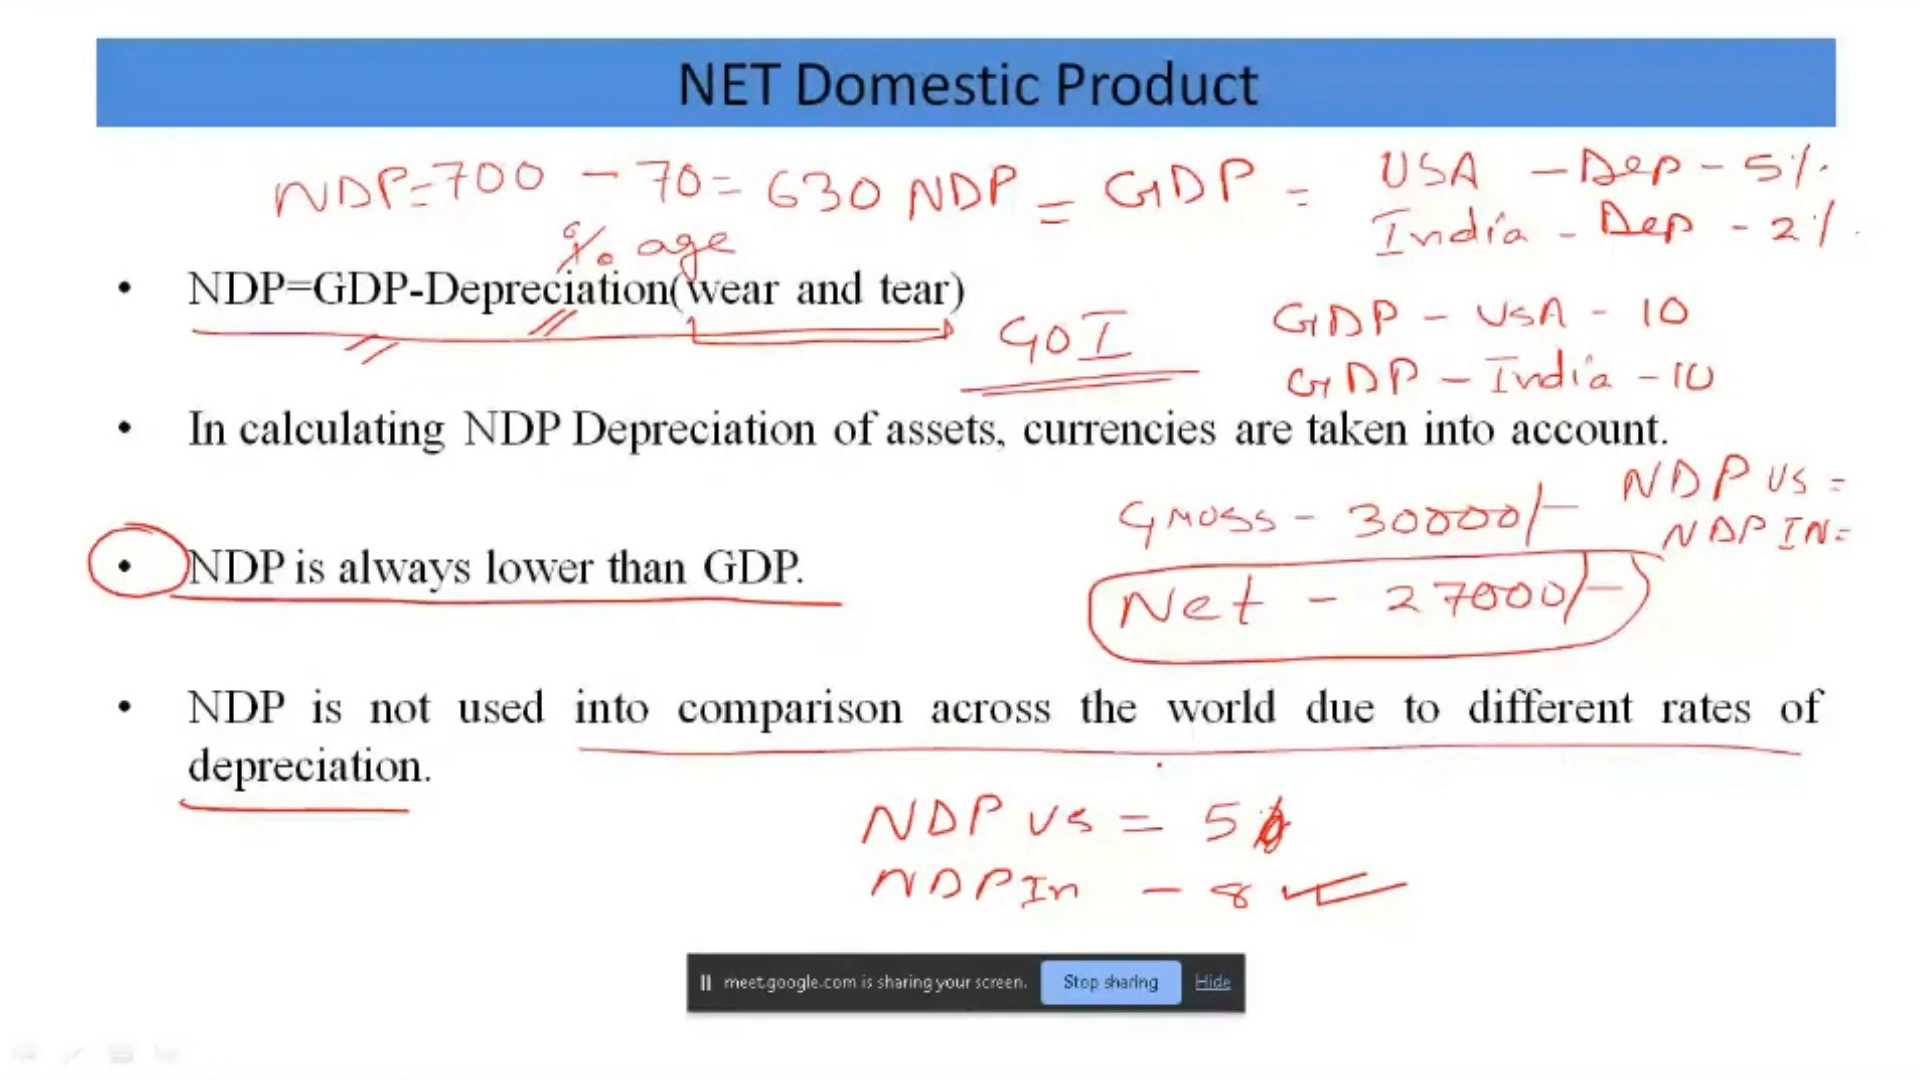 NET Domestic Product
NDP=700 - 70= 630 NDP = GDP = USA - Dep - 5%.
% age
India - Dep - 2%.
• NDP=GDP-Depreciation(wear and tear)
GOI
GDP - USA - 10
GDP - India - 10
• In calculating NDP Depreciation of assets, currencies are taken into account.
NDP US =
Gross - 30000/-
NDP IN=
• NDP is always lower than GDP.
Net - 27000/-
• NDP is not used into comparison across the world due to different rates of
depreciation.
NDP US = 5
NDP In - 8
meet.google.com is sharing your screen. Stop sharing Hide